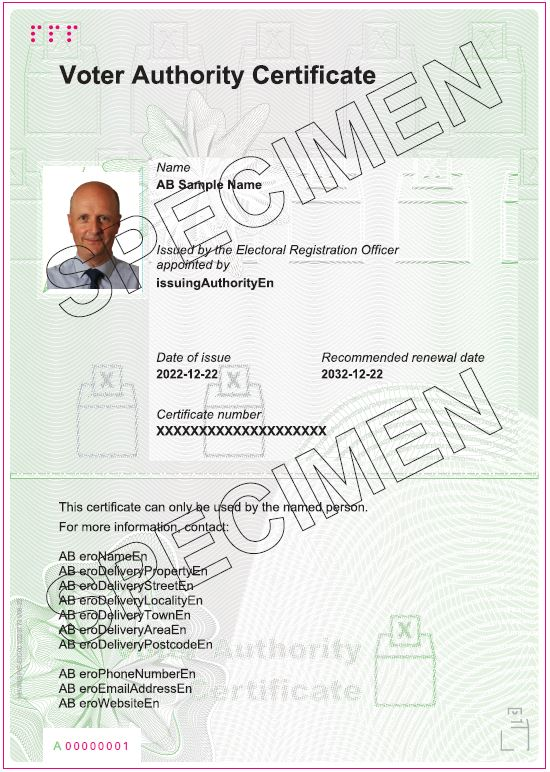 Voter Authority Certificate
Name
AB Sample Name
Issued by the Electoral Registration Officer
appointed by
issuingAuthorityEn
Date of issue
Recommended renewal date
2022-12-22
2032-12-22
Certificate number
XXXXXXXXXXXXXXXXXXXX
SPECIMEN
This certificate can only be used by the named person.
For more information, contact:
AB eroNameEn
AB eroDeliveryPropertyEn
AB eroDeliveryStreetEn
AB eroDeliveryLocalityEn
AB eroDeliveryTownEn
AB eroDeliveryAreaEn
AB eroDeliveryPostcodeEn
AB eroPhoneNumberEn
AB eroEmailAddressEn
AB eroWebsiteEn
SPECIMEN
Authority
Certificate
X
X
X
A 00000001